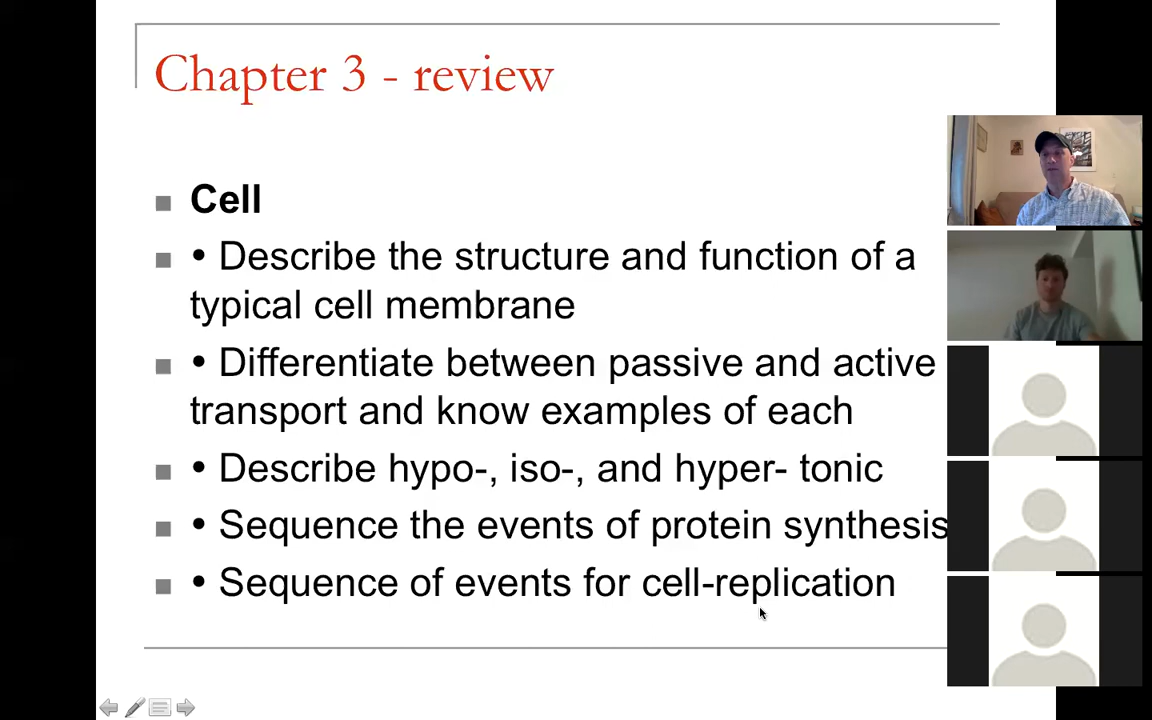 Chapter 3 - review
Cell
• Describe the structure and function of a
typical cell membrane
• Differentiate between passive and active
transport and know examples of each
• Describe hypo-, iso-, and hyper- tonic
• Sequence the events of protein synthesis
• Sequence of events for cell-replication